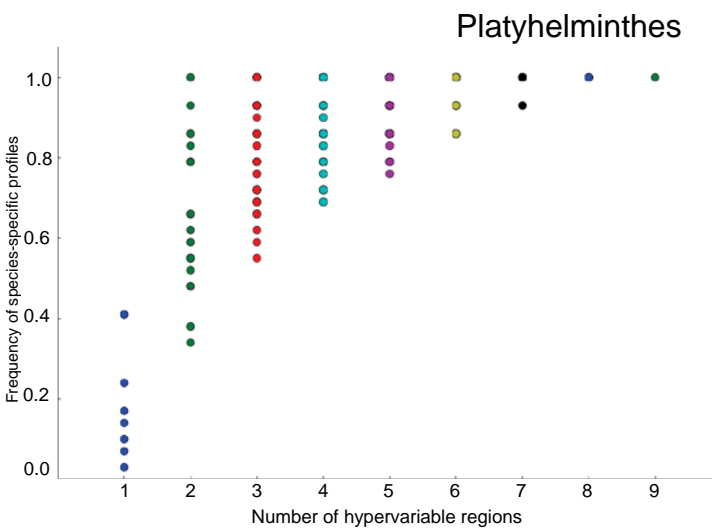 Platyhelminthes
Frequency of species-specific profiles
1.0
0.8
0.6
0.4
0.2
0.0
1 2 3 4 5 6 7 8 9
Number of hypervariable regions